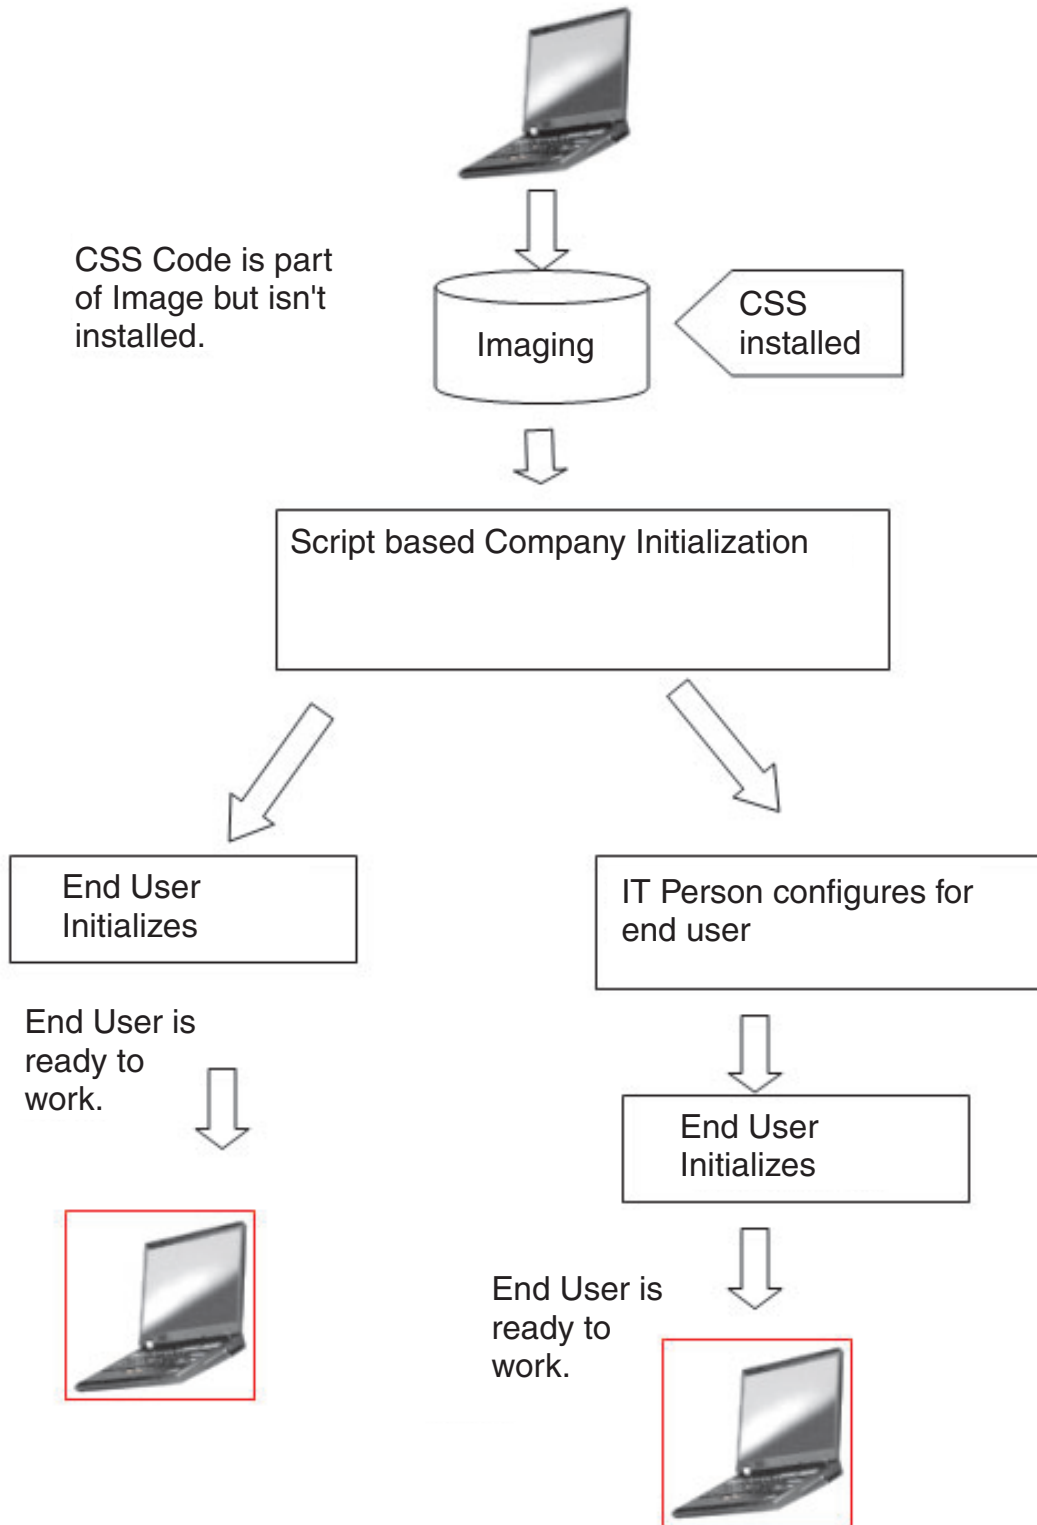 CSS Code is part
of Image but isn't
installed.
Imaging
CSS
installed
Script based Company Initialization
End User
Initializes
IT Person configures for
end user
End User is
ready to
work.
End User
Initializes
End User is
ready to
work.